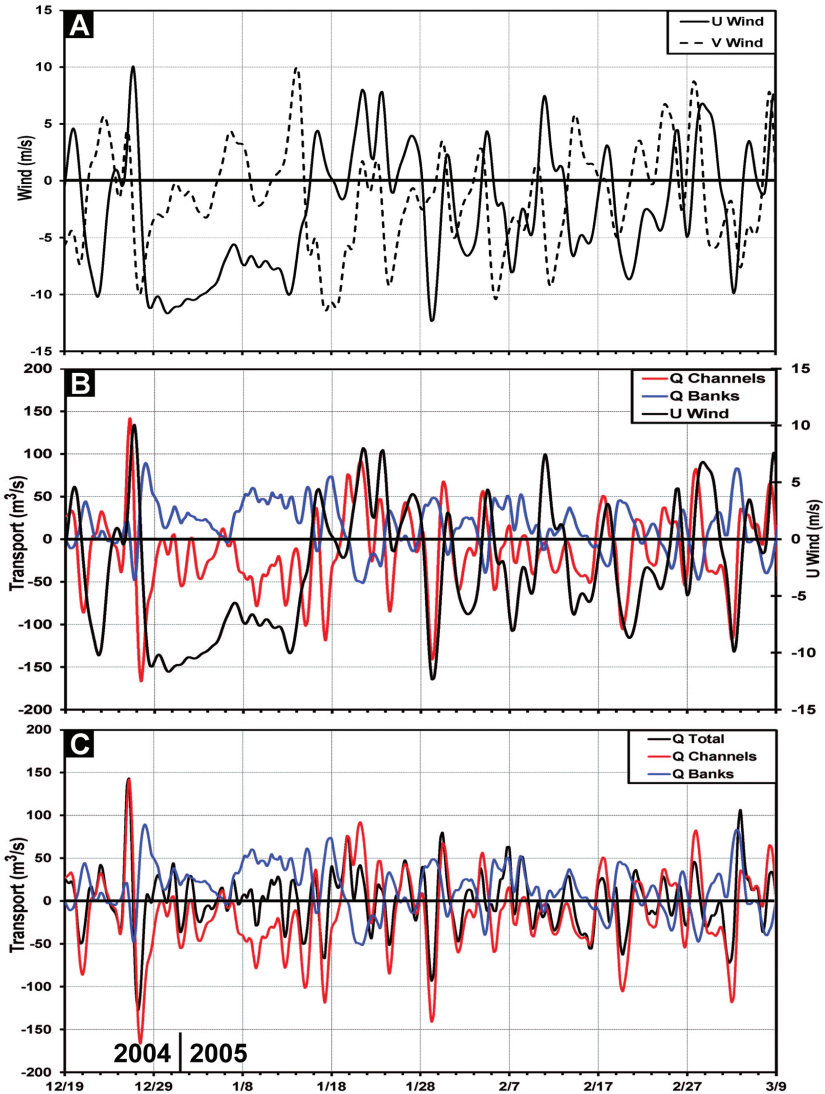 A
U Wind
V Wind
15
10
5
0
-5
-10
-15
Wind (m/s)
B
Q Channels
Q Banks
U Wind
200
150
100
50
0
-50
-100
-150
-200
Transport (m³/s)
15
10
5
0
-5
-10
-15
U Wind (m/s)
C
Q Total
Q Channels
Q Banks
200
150
100
50
0
-50
-100
-150
-200
Transport (m³/s)
2004 | 2005
12/19 12/29 1/8 1/18 1/28 2/7 2/17 2/27 3/9